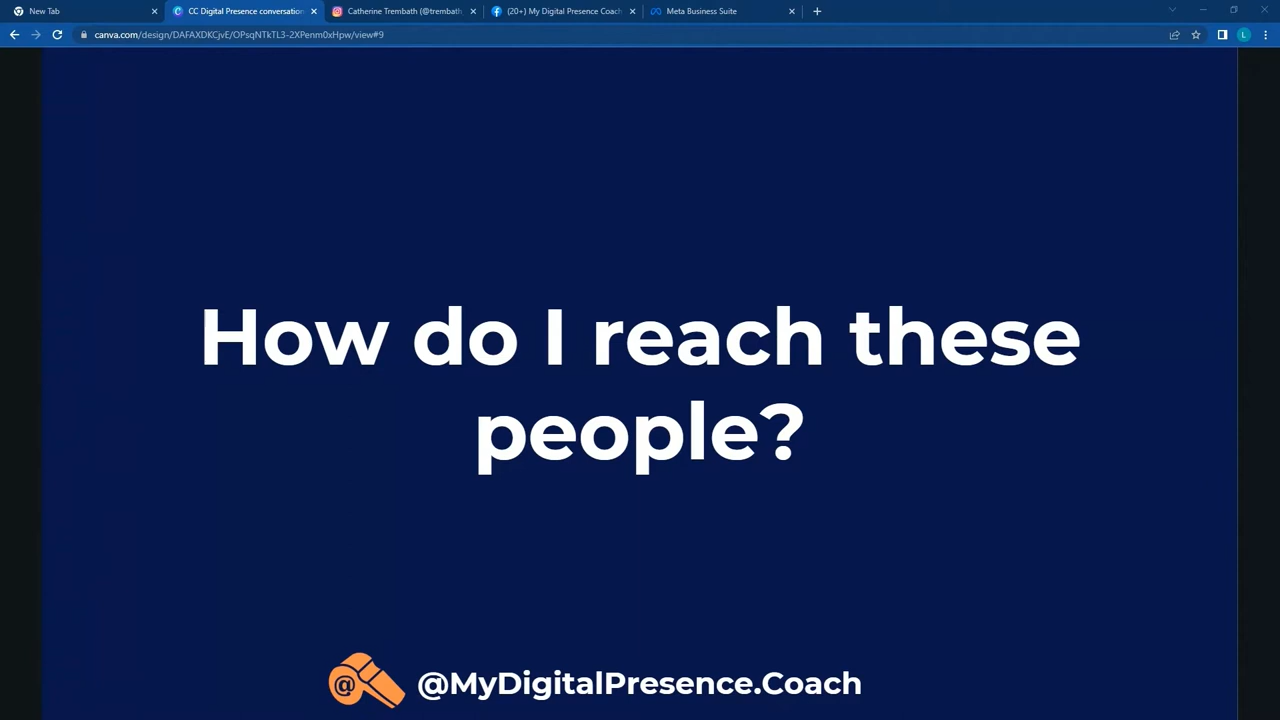 New Tab
CC Digital Presence conversation
Catherine Trembath (@trembath
(20+) My Digital Presence Coach
Meta Business Suite
canva.com/design/DAFAXDKCjvE/OPsqNTkTL3-2XPenm0xHpw/view#9
L
How do I reach these
people?
@
@MyDigitalPresence.Coach